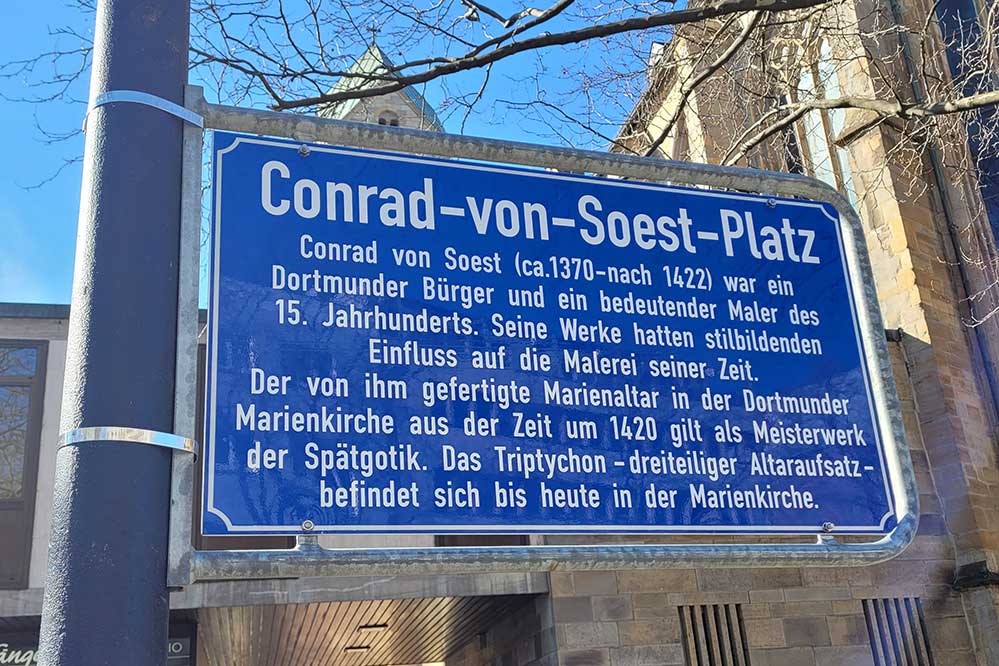 Conrad-von-Soest-Platz
Conrad von Soest (ca.1370-nach 1422) war ein
Dortmunder Bürger und ein bedeutender Maler des
15. Jahrhunderts. Seine Werke hatten stilbildenden
Einfluss auf die Malerei seiner Zeit.
Der von ihm gefertigte Marienaltar in der Dortmunder
Marienkirche aus der Zeit um 1420 gilt als Meisterwerk
der Spätgotik. Das Triptychon - dreiteiliger Altaraufsatz -
befindet sich bis heute in der Marienkirche.